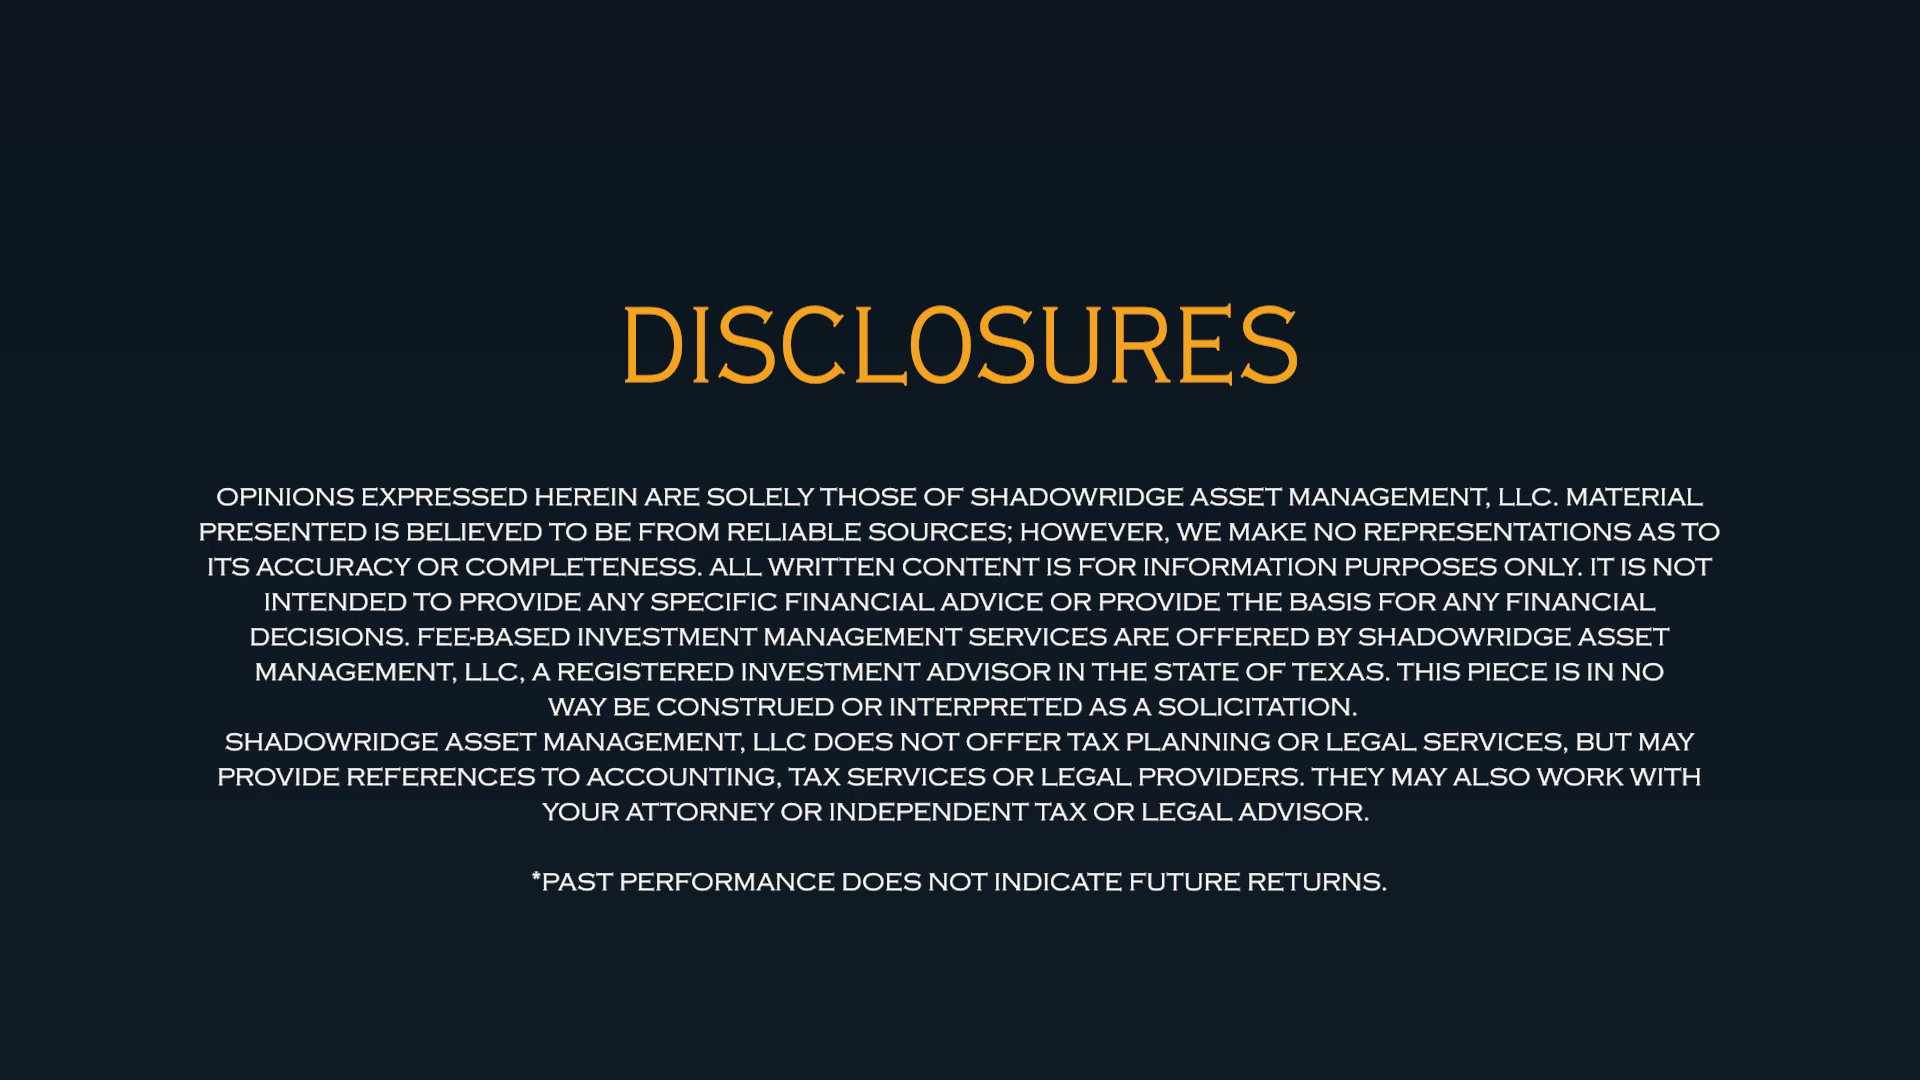 DISCLOSURES
OPINIONS EXPRESSED HEREIN ARE SOLELY THOSE OF SHADOWRIDGE ASSET MANAGEMENT, LLC. MATERIAL
PRESENTED IS BELIEVED TO BE FROM RELIABLE SOURCES; HOWEVER, WE MAKE NO REPRESENTATIONS AS TO
ITS ACCURACY OR COMPLETENESS. ALL WRITTEN CONTENT IS FOR INFORMATION PURPOSES ONLY. IT IS NOT
INTENDED TO PROVIDE ANY SPECIFIC FINANCIAL ADVICE OR PROVIDE THE BASIS FOR ANY FINANCIAL
DECISIONS. FEE-BASED INVESTMENT MANAGEMENT SERVICES ARE OFFERED BY SHADOWRIDGE ASSET
MANAGEMENT, LLC, A REGISTERED INVESTMENT ADVISOR IN THE STATE OF TEXAS. THIS PIECE IS IN NO
WAY BE CONSTRUED OR INTERPRETED AS A SOLICITATION.
SHADOWRIDGE ASSET MANAGEMENT, LLC DOES NOT OFFER TAX PLANNING OR LEGAL SERVICES, BUT MAY
PROVIDE REFERENCES TO ACCOUNTING, TAX SERVICES OR LEGAL PROVIDERS. THEY MAY ALSO WORK WITH
YOUR ATTORNEY OR INDEPENDENT TAX OR LEGAL ADVISOR.
*PAST PERFORMANCE DOES NOT INDICATE FUTURE RETURNS.